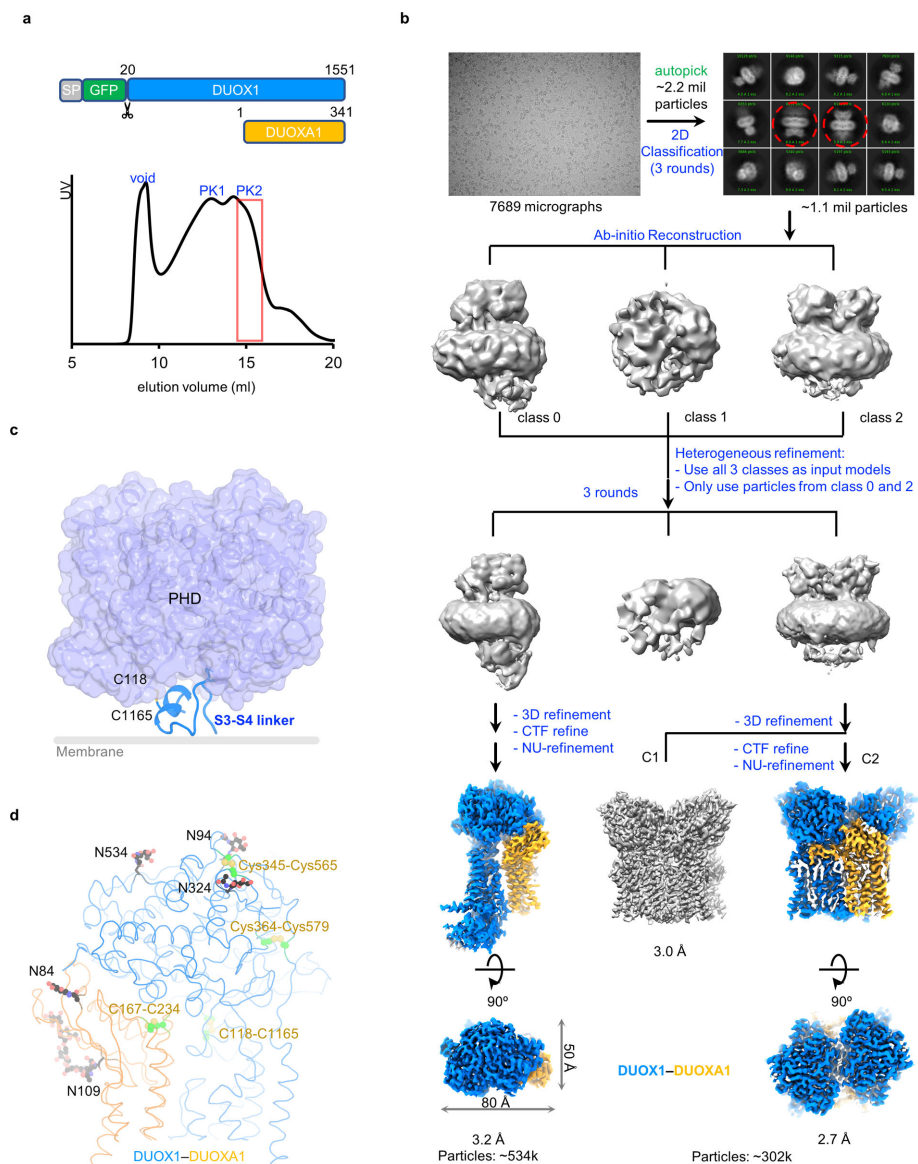 a
20
1551
SP
GFP
DUOX1
1
341
DUOXA1
UV
void
PK1
PK2
5
10
15
20
elution volume (ml)
b
autopick
~2.2 mil
particles
2D
Classification
(3 rounds)
7689 micrographs
~1.1 mil particles
Ab-initio Reconstruction
class 0
class 1
class 2
Heterogeneous refinement:
- Use all 3 classes as input models
- Only use particles from class 0 and 2
3 rounds
- 3D refinement
- CTF refine
- NU-refinement
- 3D refinement
C1
- CTF refine
- NU-refinement
C2
3.0 Å
90º
90º
50 Å
80 Å
DUOX1–DUOXA1
3.2 Å
Particles: ~534k
2.7 Å
Particles: ~302k
c
PHD
C118
C1165
S3-S4 linker
Membrane
d
N94
N534
Cys345-Cys565
N324
Cys364-Cys579
N84
C167-C234
C118-C1165
N109
DUOX1–DUOXA1